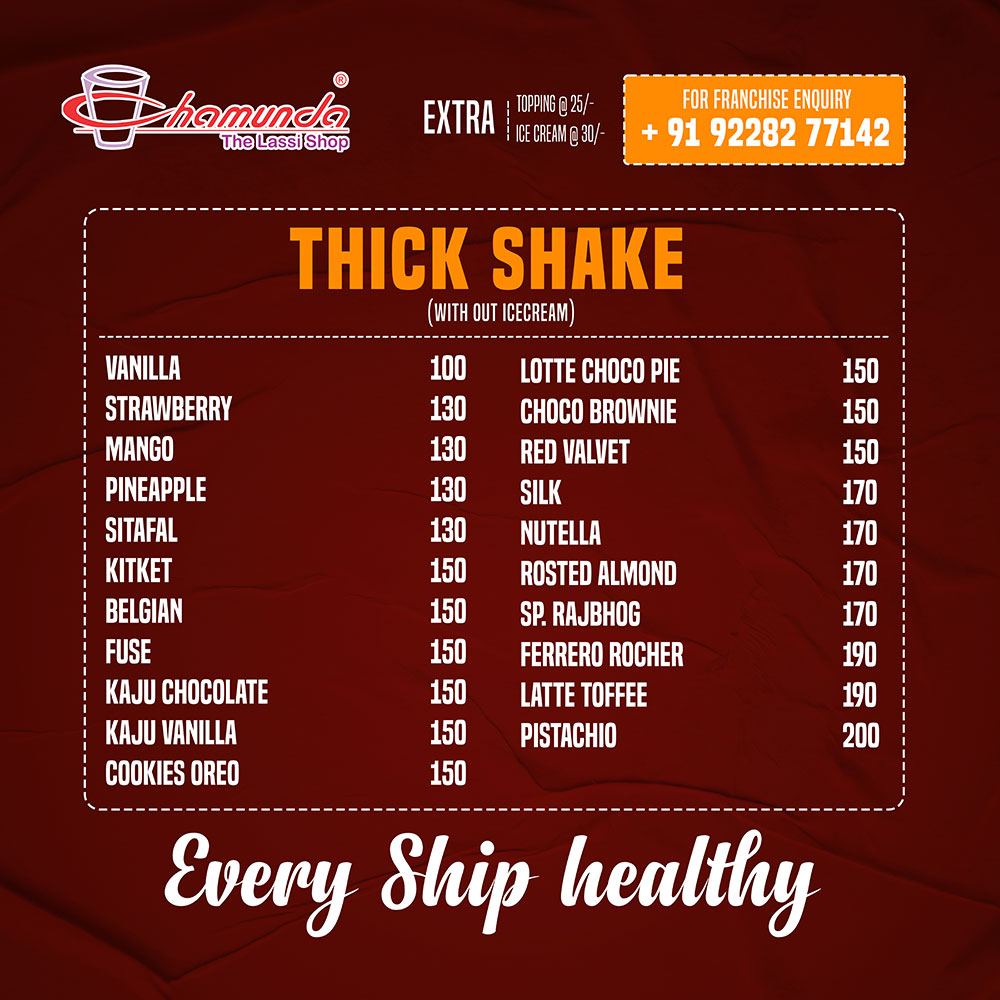 Chamunda®
The Lassi Shop
EXTRA
TOPPING @ 25/-
ICE CREAM @ 30/-
FOR FRANCHISE ENQUIRY
+ 91 92282 77142
THICK SHAKE
(WITH OUT ICECREAM)
VANILLA 100
STRAWBERRY 130
MANGO 130
PINEAPPLE 130
SITAFAL 130
KITKET 150
BELGIAN 150
FUSE 150
KAJU CHOCOLATE 150
KAJU VANILLA 150
COOKIES OREO 150
LOTTE CHOCO PIE 150
CHOCO BROWNIE 150
RED VALVET 150
SILK 170
NUTELLA 170
ROSTED ALMOND 170
SP. RAJBHOG 170
FERRERO ROCHER 190
LATTE TOFFEE 190
PISTACHIO 200
Every Ship healthy